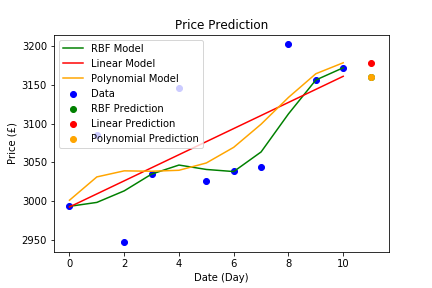 Price Prediction
3200
3150
3100
3050
3000
2950
Price (£)
RBF Model
Linear Model
Polynomial Model
Data
RBF Prediction
Linear Prediction
Polynomial Prediction
0
2
4
6
8
10
Date (Day)